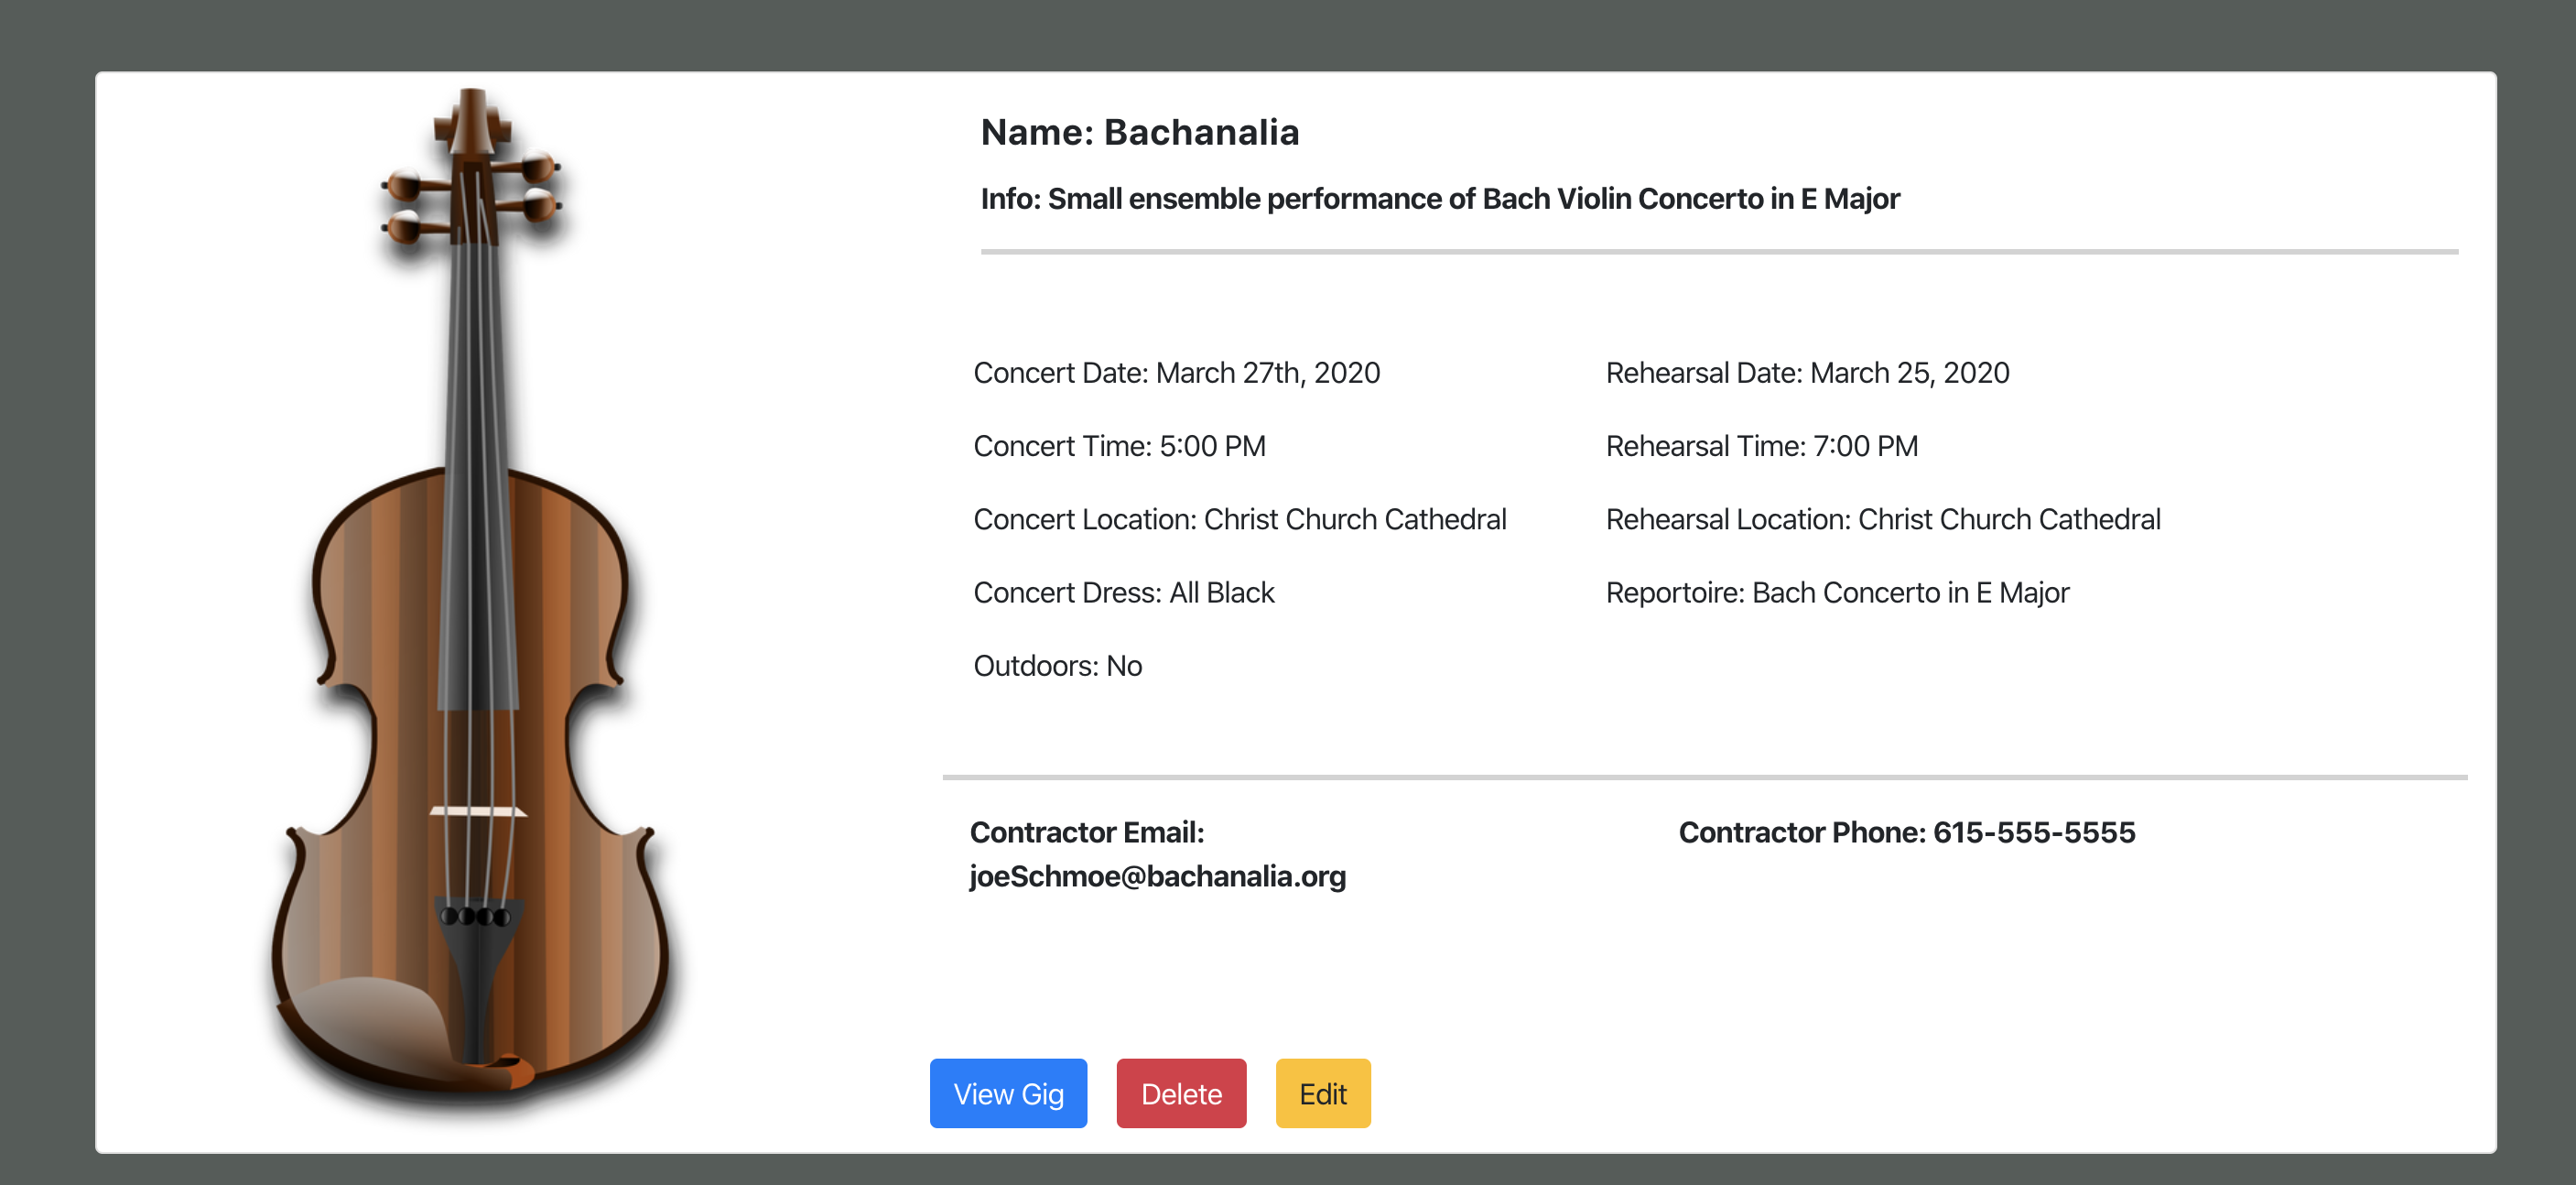 Name: Bachanalia
Info: Small ensemble performance of Bach Violin Concerto in E Major
Concert Date: March 27th, 2020
Concert Time: 5:00 PM
Concert Location: Christ Church Cathedral
Concert Dress: All Black
Outdoors: No
Rehearsal Date: March 25, 2020
Rehearsal Time: 7:00 PM
Rehearsal Location: Christ Church Cathedral
Reportoire: Bach Concerto in E Major
Contractor Email:
joeSchmoe@bachanalia.org
Contractor Phone: 615-555-5555
View Gig
Delete
Edit